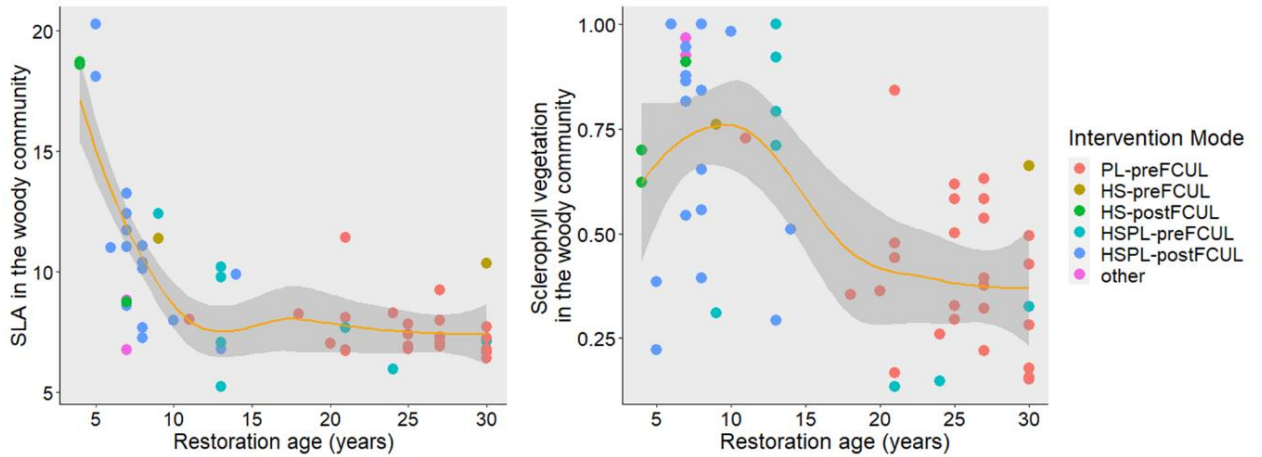 SLA in the woody community
20
15
10
5
5
10
15
20
25
30
Restoration age (years)
Sclerophyll vegetation
in the woody community
1.00
0.75
0.50
0.25
5
10
15
20
25
30
Restoration age (years)
Intervention Mode
PL-preFCUL
HS-preFCUL
HS-postFCUL
HSPL-preFCUL
HSPL-postFCUL
other